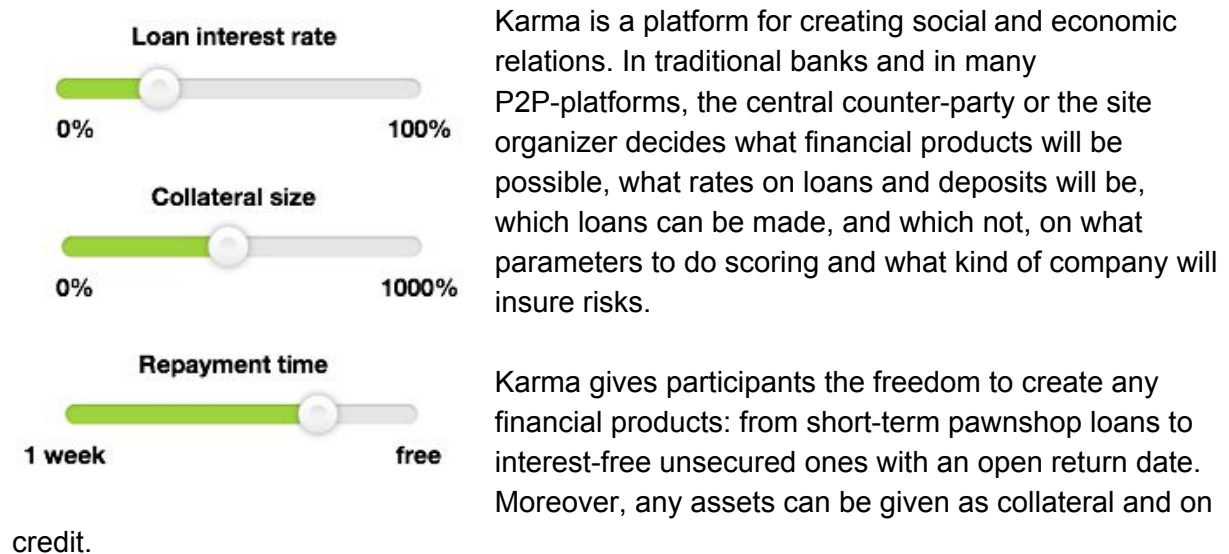 Loan interest rate
0% 100%
Collateral size
0% 1000%
Repayment time
1 week free
Karma is a platform for creating social and economic
relations. In traditional banks and in many
P2P-platforms, the central counter-party or the site
organizer decides what financial products will be
possible, what rates on loans and deposits will be,
which loans can be made, and which not, on what
parameters to do scoring and what kind of company will
insure risks.
Karma gives participants the freedom to create any
financial products: from short-term pawnshop loans to
interest-free unsecured ones with an open return date.
Moreover, any assets can be given as collateral and on
credit.